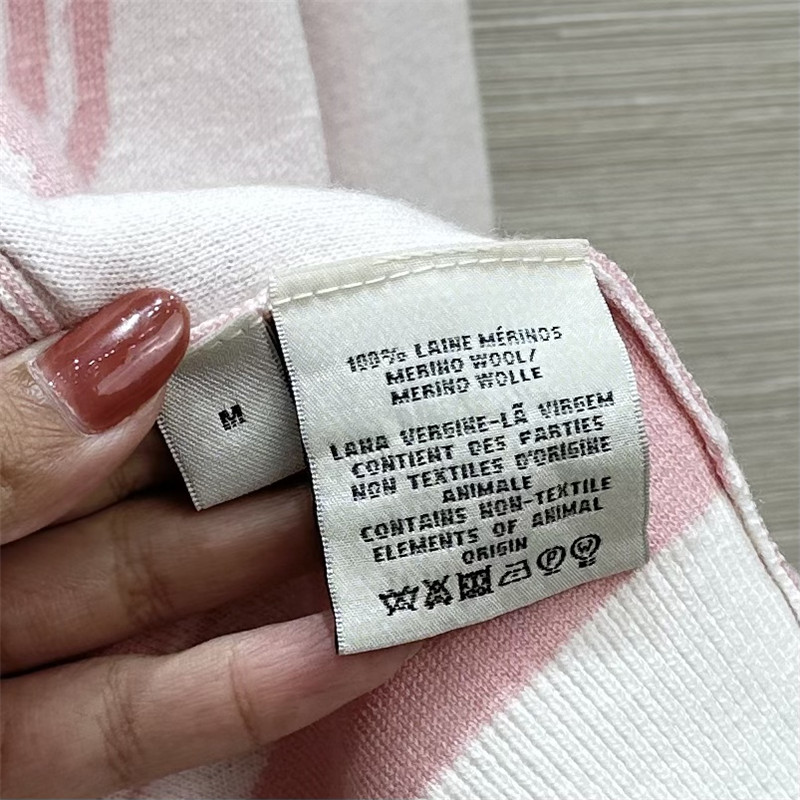 M
100% LAINE MÉRINOS
MERINO WOOL/
MERINO WOLLE
LANA VERGINE-LÃ VIRGEM
CONTIENT DES PARTIES
NON TEXTILES D'ORIGINE
ANIMALE
CONTAINS NON-TEXTILE
ELEMENTS OF ANIMAL
ORIGIN
P W